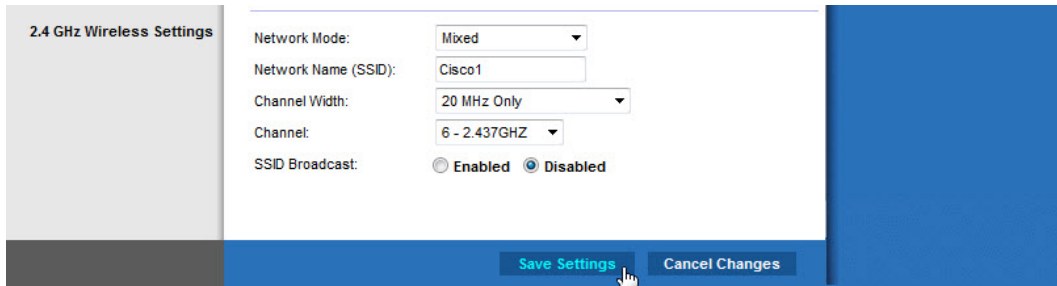 2.4 GHz Wireless Settings
Network Mode: Mixed
Network Name (SSID): Cisco1
Channel Width: 20 MHz Only
Channel: 6 - 2.437GHZ
SSID Broadcast: Enabled Disabled
Save Settings Cancel Changes